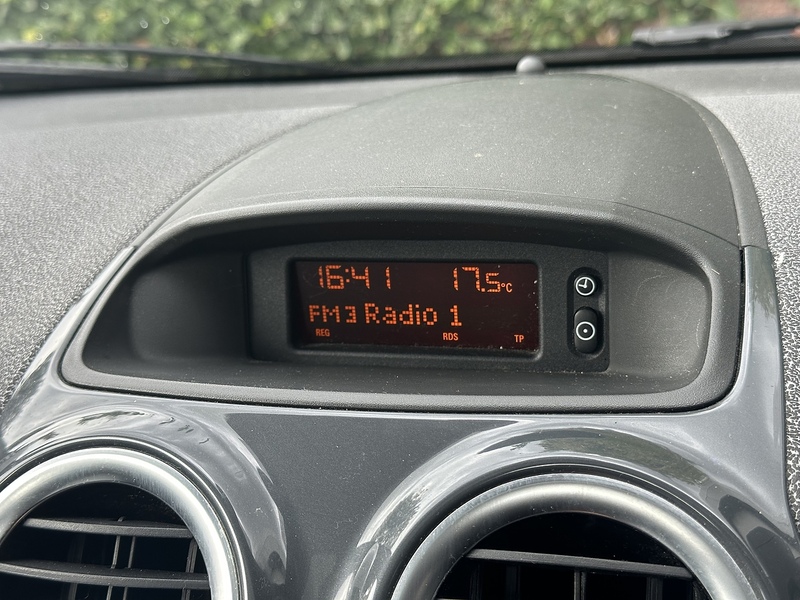 16:41 17.5°C
FM3 Radio 1
REG RDS TP